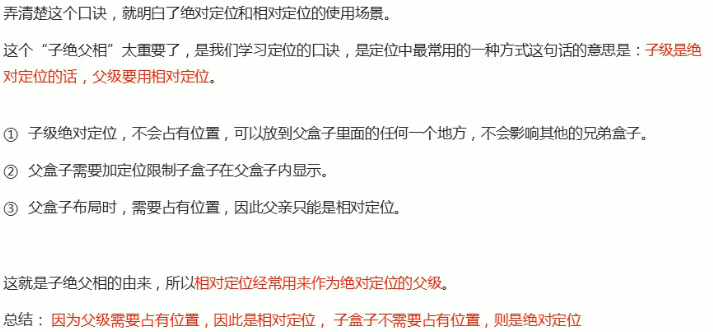 弄清楚这个口诀，就明白了绝对定位和相对定位的使用场景。
这个“子绝父相”太重要了，是我们学习定位的口诀，是定位中最常用的一种方式这句话的意思是：子级是绝
对定位的话，父级要用相对定位。
① 子级绝对定位，不会占有位置，可以放到父盒子里面的任何一个地方，不会影响其他的兄弟盒子。
② 父盒子需要加定位限制子盒子在父盒子内显示。
③ 父盒子布局时，需要占有位置，因此父亲只能是相对定位。
这就是子绝父相的由来，所以相对定位经常用来作为绝对定位的父级。
总结： 因为父级需要占有位置，因此是相对定位， 子盒子不需要占有位置，则是绝对定位